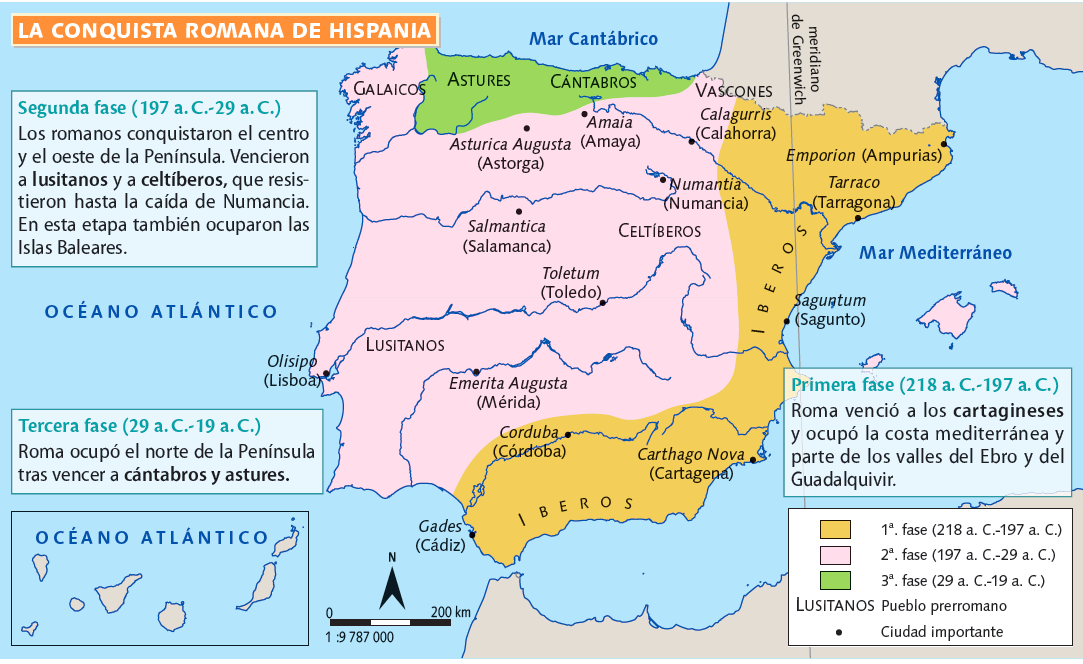 LA CONQUISTA ROMANA DE HISPANIA
Mar Cantábrico
meridiano
de Greenwich
Segunda fase (197 a. C.-29 a. C.)
Los romanos conquistaron el centro
y el oeste de la Península. Vencieron
a lusitanos y a celtíberos, que resis-
tieron hasta la caída de Numancia.
En esta etapa también ocuparon las
Islas Baleares.
GALAICOS
ASTURES
CÁNTABROS
VASCONES
Calagurris
(Calahorra)
Amaia
(Amaya)
Asturica Augusta
(Astorga)
Emporion (Ampurias)
Tarraco
(Tarragona)
Numantia
(Numancia)
Salmantica
(Salamanca)
CELTÍBEROS
IBEROS
Mar Mediterráneo
Toletum
(Toledo)
Saguntum
(Sagunto)
OCÉANO ATLÁNTICO
LUSITANOS
Olisipo
(Lisboa)
Emerita Augusta
(Mérida)
Primera fase (218 a. C.-197 a. C.)
Roma venció a los cartagineses
y ocupó la costa mediterránea y
parte de los valles del Ebro y del
Guadalquivir.
Tercera fase (29 a. C.-19 a. C.)
Roma ocupó el norte de la Península
tras vencer a cántabros y astures.
Corduba
(Córdoba)
Carthago Nova
(Cartagena)
IBEROS
Gades
(Cádiz)
OCÉANO ATLÁNTICO
N
0 200 km
1 :9 787 000
1ª. fase (218 a. C.-197 a. C.)
2ª. fase (197 a. C.-29 a. C.)
3ª. fase (29 a. C.-19 a. C.)
LUSITANOS Pueblo prerromano
Ciudad importante